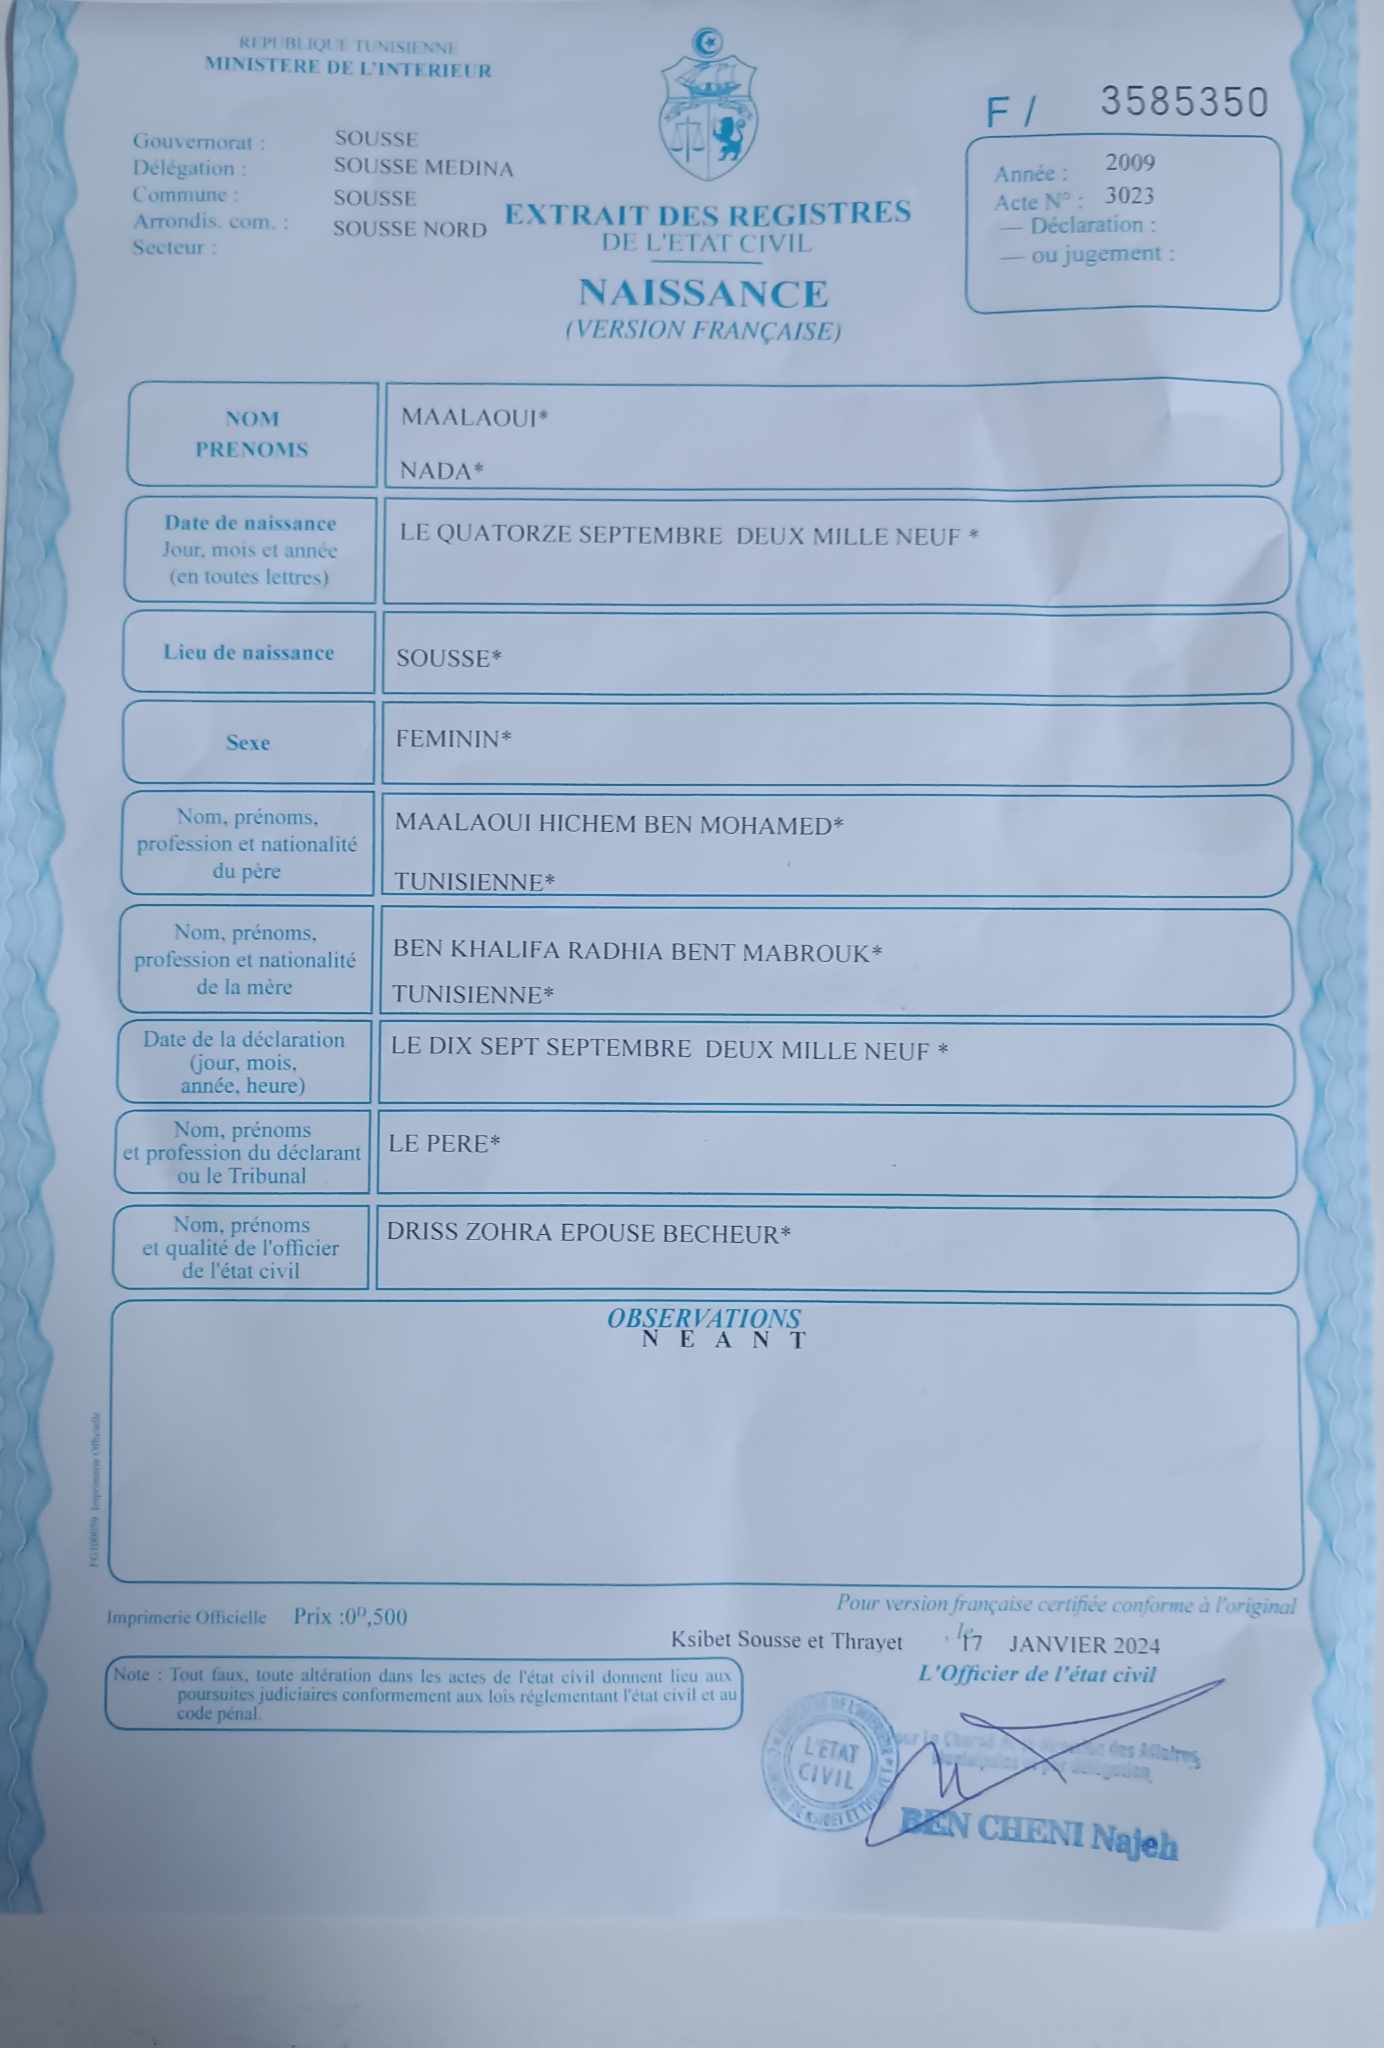 REPUBLIQUE TUNISIENNE
MINISTERE DE L'INTERIEUR
F / 3585350
Gouvernorat : SOUSSE
Délégation : SOUSSE MEDINA
Commune : SOUSSE
Arrondis. com. : SOUSSE NORD
Secteur :
EXTRAIT DES REGISTRES
DE L'ETAT CIVIL
NAISSANCE
(VERSION FRANÇAISE)
Année : 2009
Acte N° : 3023
— Déclaration :
— ou jugement :
NOM
PRENOMS
MAALAOUI*
NADA*
Date de naissance
Jour, mois et année
(en toutes lettres)
LE QUATORZE SEPTEMBRE DEUX MILLE NEUF *
Lieu de naissance
SOUSSE*
Sexe
FEMININ*
Nom, prénoms,
profession et nationalité
du père
MAALAOUI HICHEM BEN MOHAMED*
TUNISIENNE*
Nom, prénoms,
profession et nationalité
de la mère
BEN KHALIFA RADHIA BENT MABROUK*
TUNISIENNE*
Date de la déclaration
(jour, mois,
année, heure)
LE DIX SEPT SEPTEMBRE DEUX MILLE NEUF *
Nom, prénoms
et profession du déclarant
ou le Tribunal
LE PERE*
Nom, prénoms
et qualité de l'officier
de l'état civil
DRISS ZOHRA EPOUSE BECHEUR*
OBSERVATIONS
N E A N T
Imprimerie Officielle
Imprimerie Officielle Prix :0D,500
Pour version française certifiée conforme à l'original
Ksibet Sousse et Thrayet le 17 JANVIER 2024
L'Officier de l'état civil
Note : Tout faux, toute altération dans les actes de l'état civil donnent lieu aux
poursuites judiciaires conformement aux lois réglementant l'état civil et au
code pénal.
L'ETAT
CIVIL
des Affaires
BEN CHENI Najeh